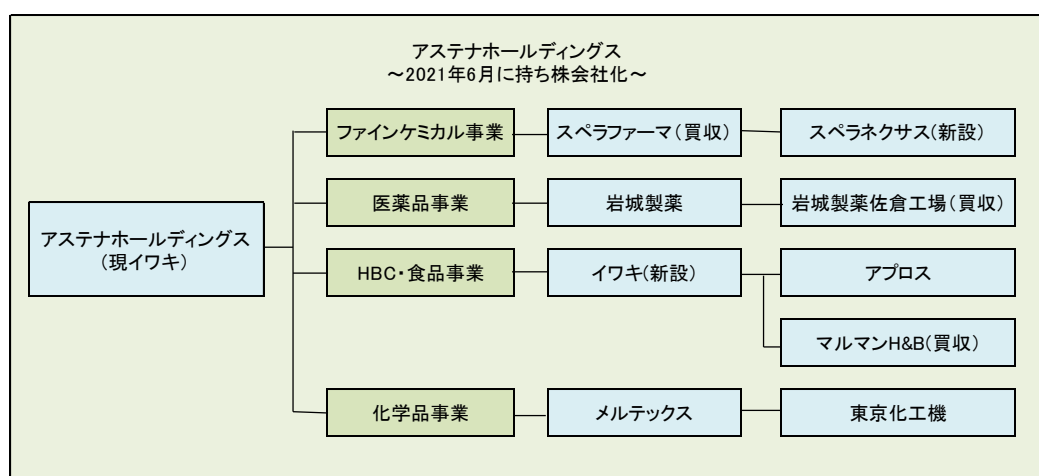 アステナホールディングス
～2021年6月に持ち株会社化～
ファインケミカル事業
スペラファーマ(買収)
スペラネクサス(新設)
医薬品事業
岩城製薬
岩城製薬佐倉工場(買収)
アステナホールディングス
(現イワキ)
HBC・食品事業
イワキ(新設)
アプロス
マルマンH&B(買収)
化学品事業
メルテックス
東京化工機